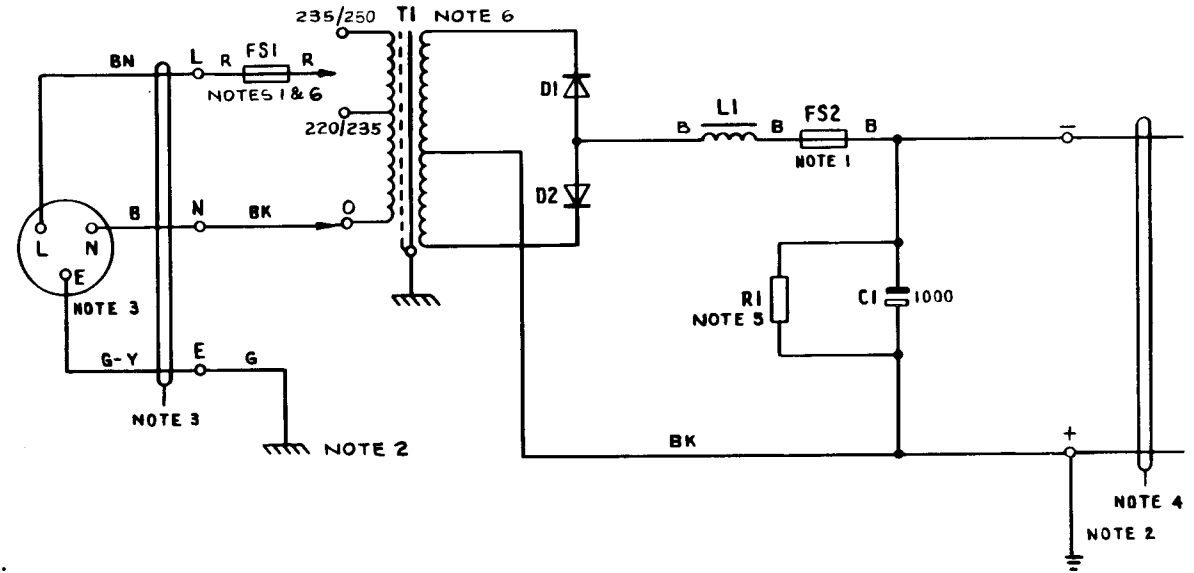 235/250 T1 NOTE 6
BN L R FS1 R
NOTES 1 & 6
220/235
D1
L1 FS2
B B B
NOTE 1
−
D2
B N BK O
L N
E
NOTE 3
R1
NOTE 5
C1 1000
G-Y E G
NOTE 3
NOTE 2
BK
+
NOTE 4
NOTE 2